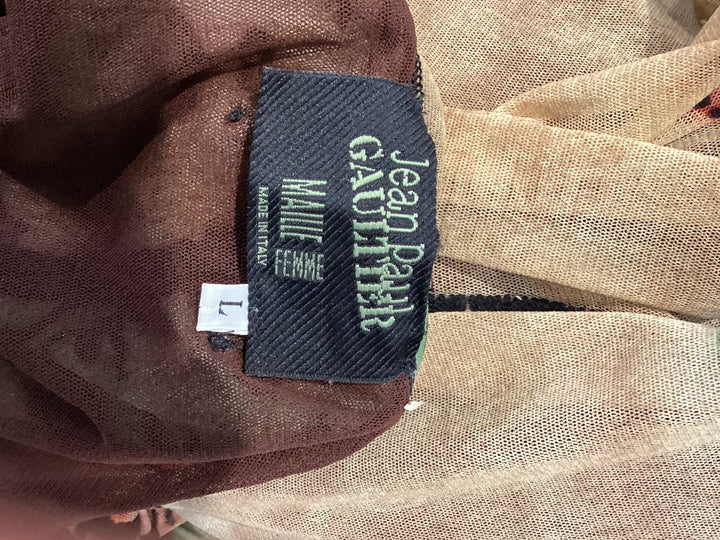 Jean Paul
GAULTIER
MAILLE
FEMME
MADE IN ITALY
L